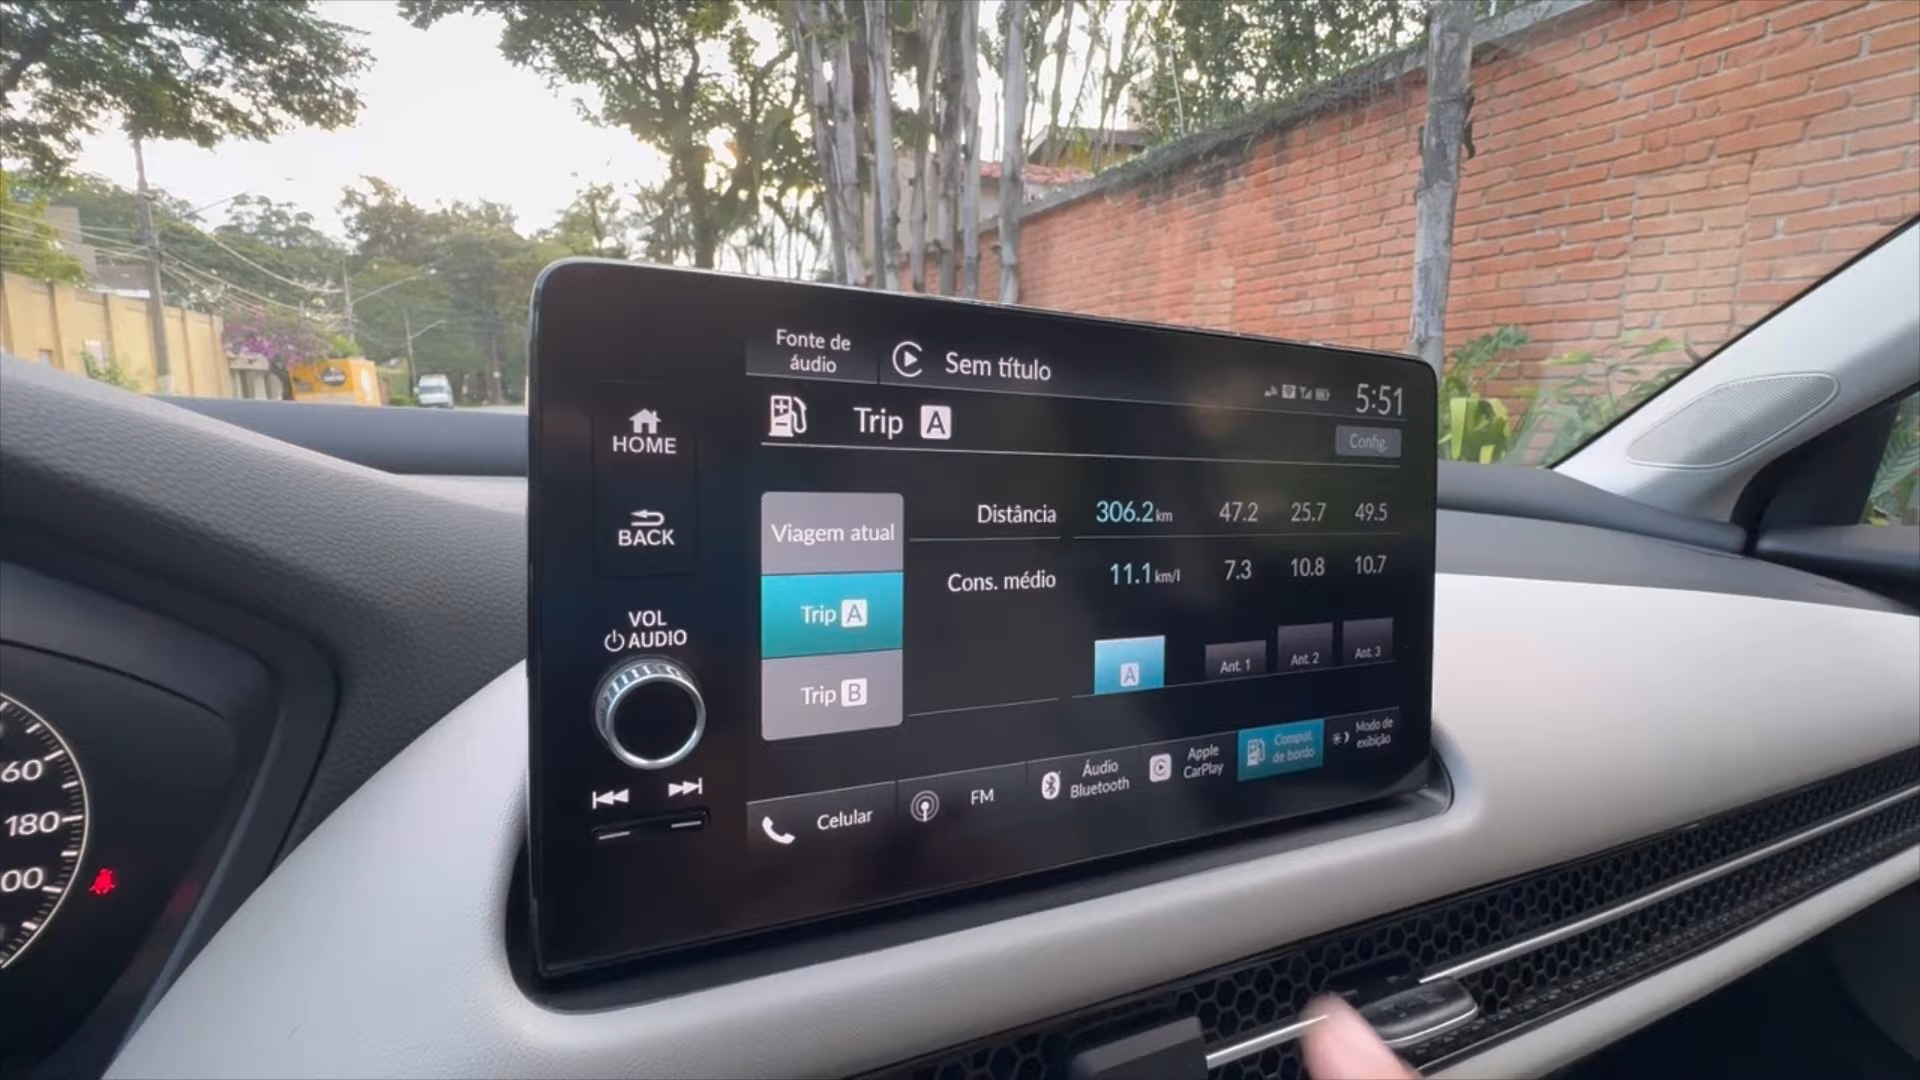 Fonte de
áudio
Sem título
5:51
HOME
Trip A
Config.
BACK
Viagem atual
Distância 306.2 km 47.2 25.7 49.5
Cons. médio 11.1 km/l 7.3 10.8 10.7
Trip A
VOL
AUDIO
A Ant. 1 Ant. 2 Ant. 3
Trip B
Celular
FM
Áudio
Bluetooth
Apple
CarPlay
Comput.
de bordo
Modo de
exibição
60
180
00